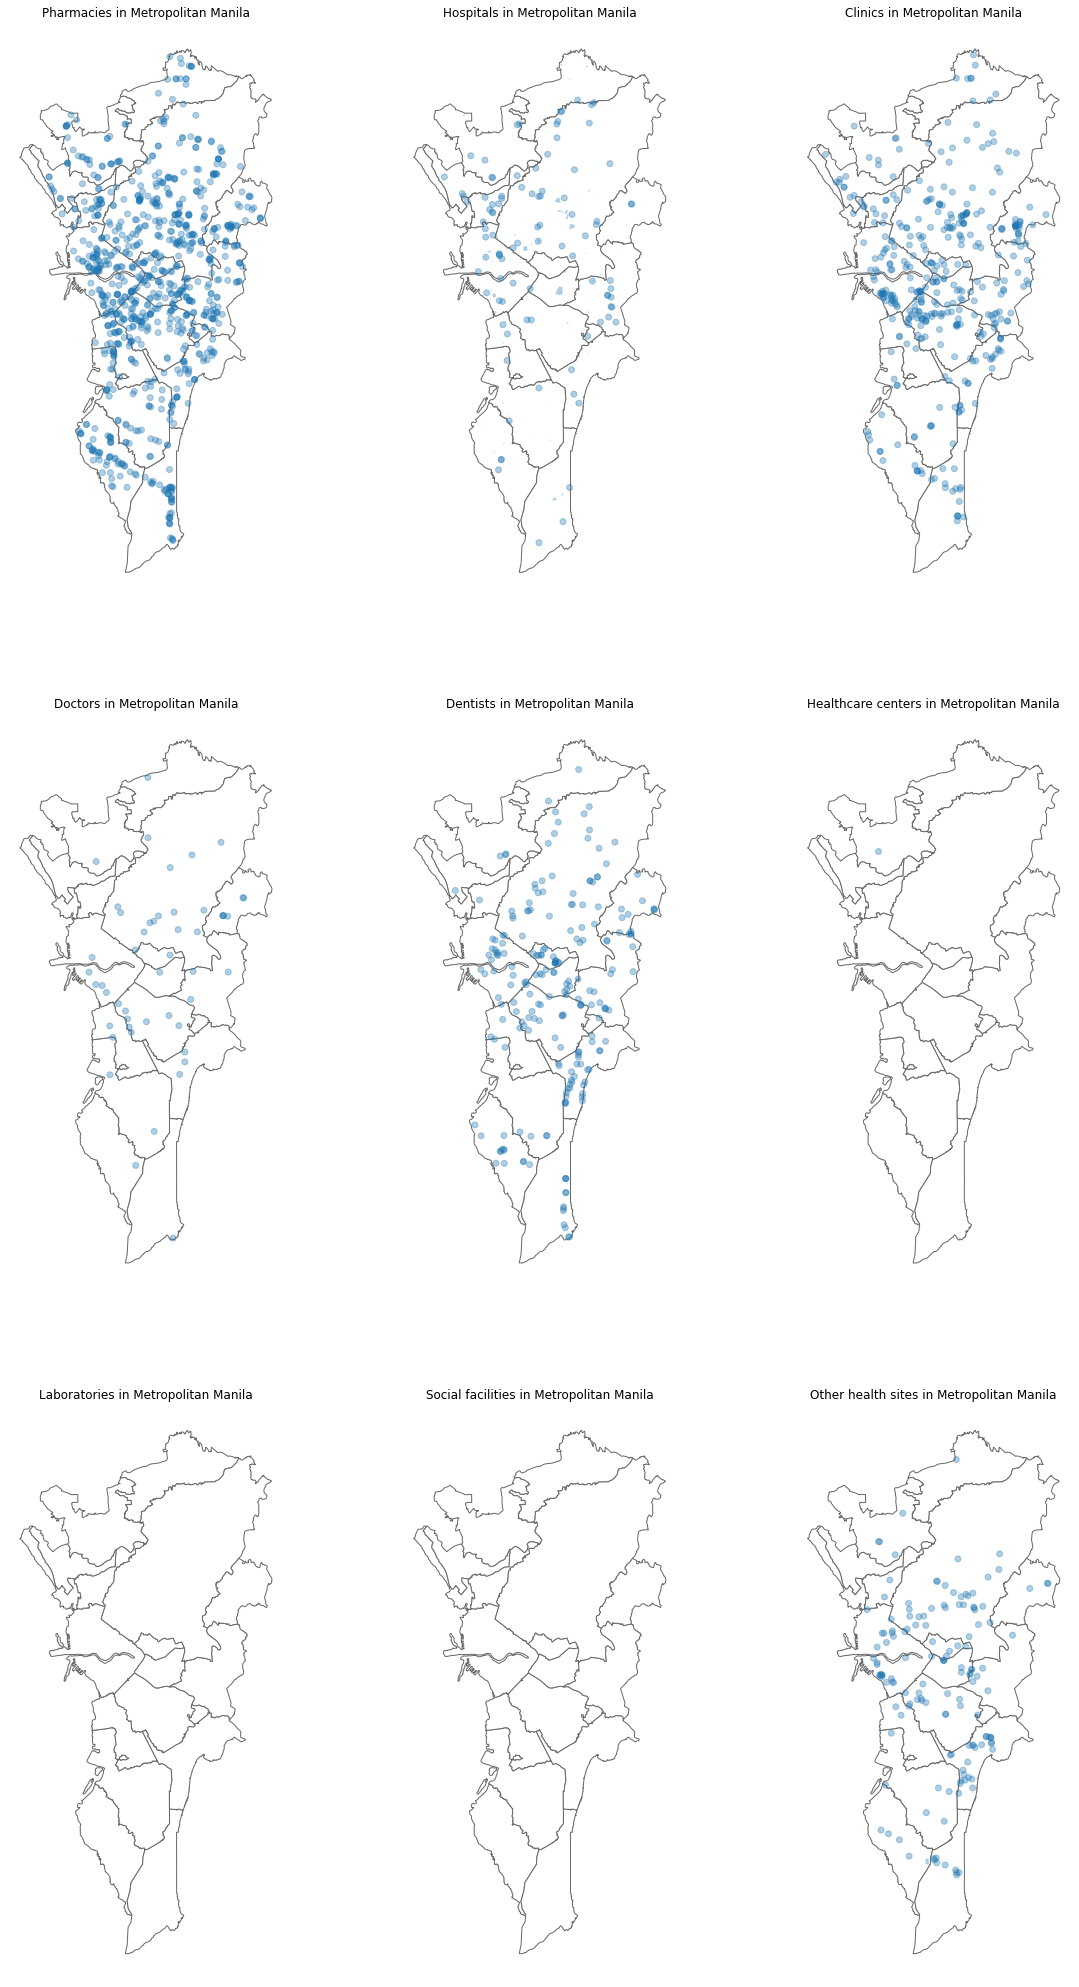 Pharmacies in Metropolitan Manila
Hospitals in Metropolitan Manila
Clinics in Metropolitan Manila
Doctors in Metropolitan Manila
Dentists in Metropolitan Manila
Healthcare centers in Metropolitan Manila
Laboratories in Metropolitan Manila
Social facilities in Metropolitan Manila
Other health sites in Metropolitan Manila